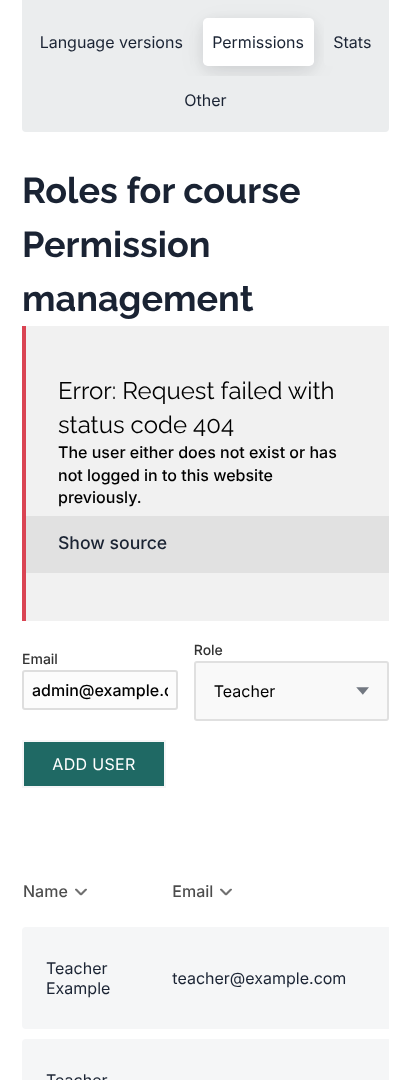 Language versions Permissions Stats
Other
Roles for course
Permission
management
Error: Request failed with
status code 404
The user either does not exist or has
not logged in to this website
previously.
Show source
Email
Role
admin@example.c
Teacher
ADD USER
Name Email
Teacher
Example
teacher@example.com
Teacher